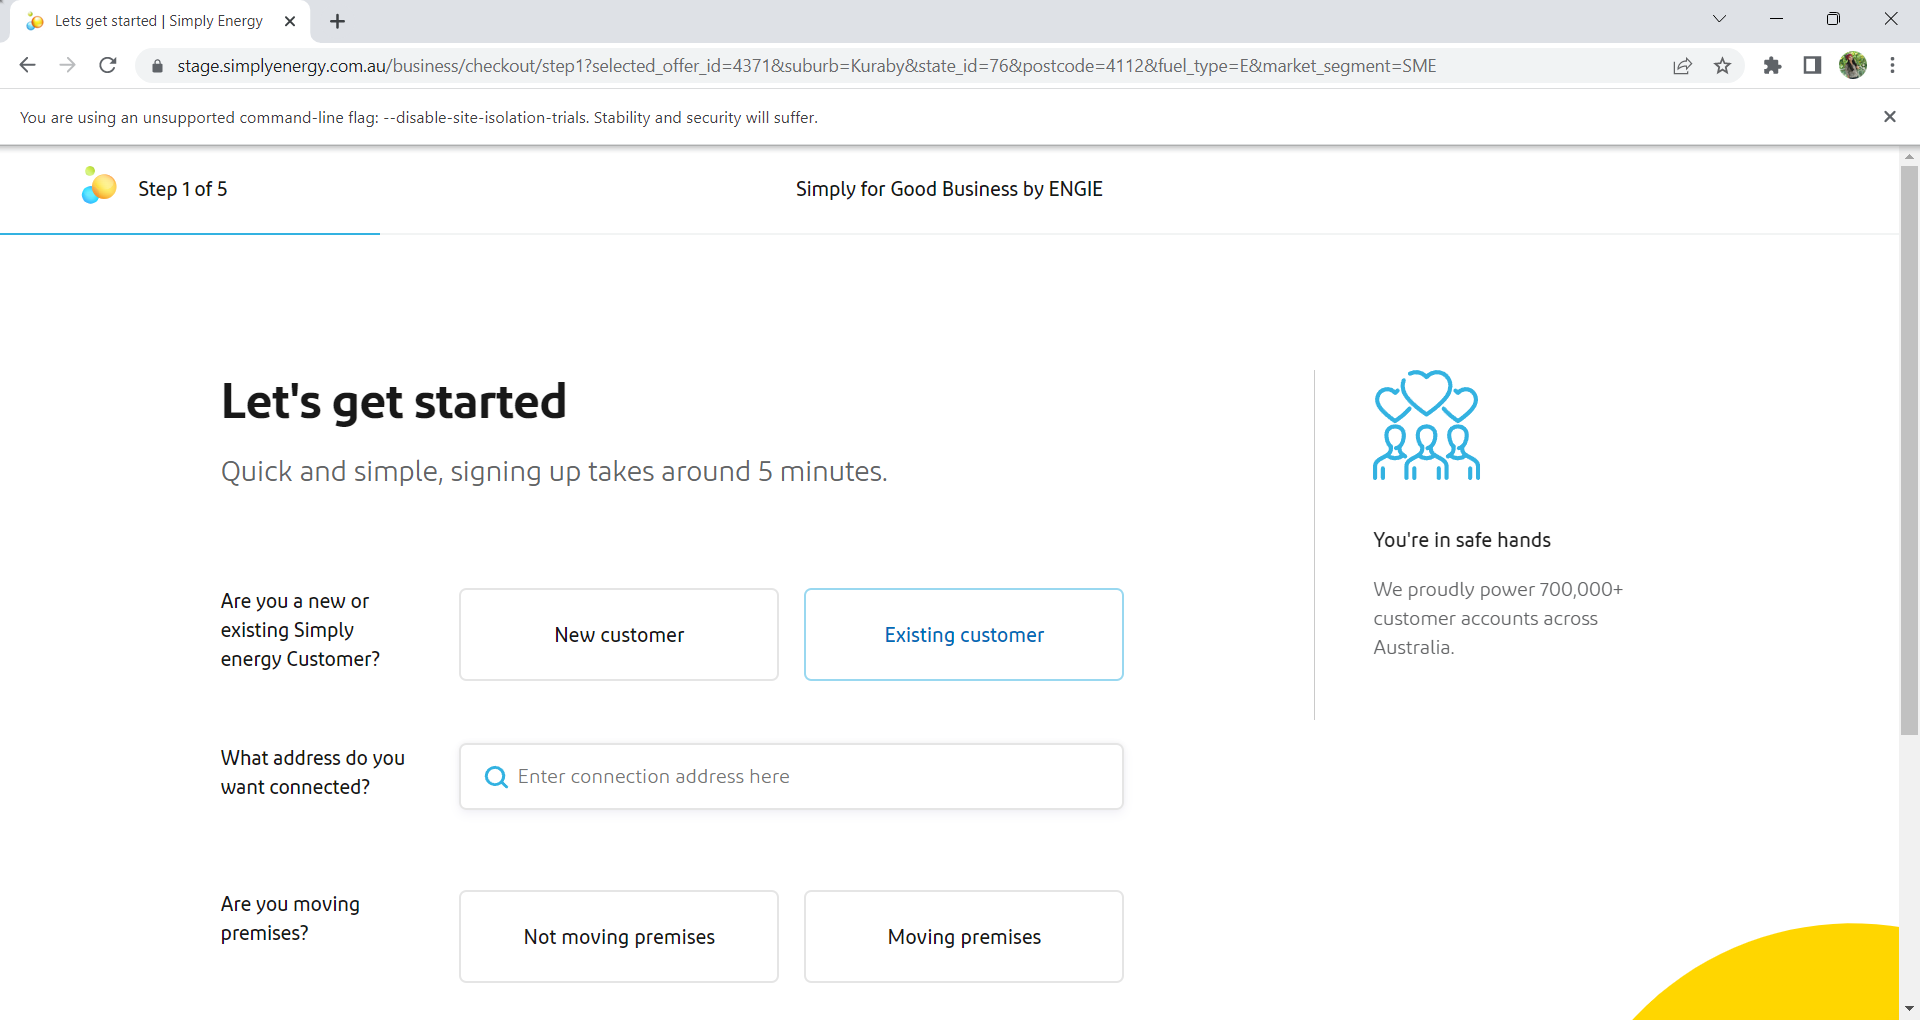 Lets get started | Simply Energy
stage.simplyenergy.com.au/business/checkout/step1?selected_offer_id=4371&suburb=Kuraby&state_id=76&postcode=4112&fuel_type=E&market_segment=SME
You are using an unsupported command-line flag: --disable-site-isolation-trials. Stability and security will suffer.
Step 1 of 5
Simply for Good Business by ENGIE
Let's get started
Quick and simple, signing up takes around 5 minutes.
Are you a new or
existing Simply
energy Customer?
New customer
Existing customer
What address do you
want connected?
Enter connection address here
Are you moving
premises?
Not moving premises
Moving premises
You're in safe hands
We proudly power 700,000+
customer accounts across
Australia.